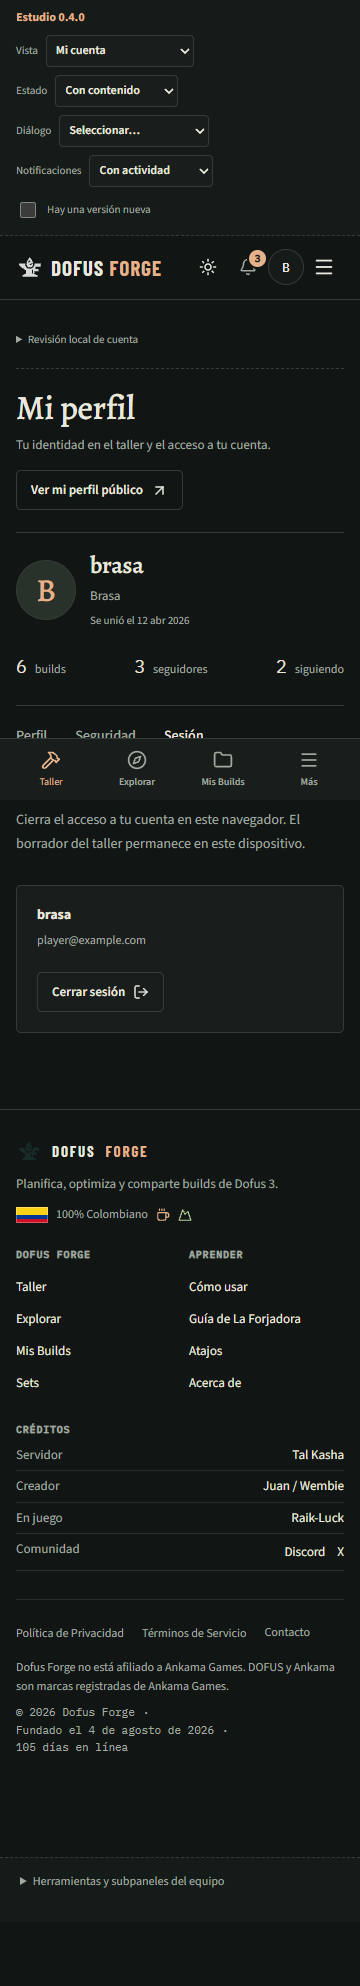 Estudio 0.4.0
Vista Mi cuenta
Estado Con contenido
Diálogo Seleccionar...
Notificaciones Con actividad
Hay una versión nueva
DOFUS FORGE 3 B
Revisión local de cuenta
Mi perfil
Tu identidad en el taller y el acceso a tu cuenta.
Ver mi perfil público
B
brasa
Brasa
Se unió el 12 abr 2026
6 builds 3 seguidores 2 siguiendo
Perfil Seguridad Sesión
Taller Explorar Mis Builds Más
Cierra el acceso a tu cuenta en este navegador. El
borrador del taller permanece en este dispositivo.
brasa
player@example.com
Cerrar sesión
DOFUS FORGE
Planifica, optimiza y comparte builds de Dofus 3.
100% Colombiano
DOFUS FORGE APRENDER
Taller Cómo usar
Explorar Guía de La Forjadora
Mis Builds Atajos
Sets Acerca de
CRÉDITOS
Servidor Tal Kasha
Creador Juan / Wembie
En juego Raik-Luck
Comunidad Discord X
Política de Privacidad Términos de Servicio Contacto
Dofus Forge no está afiliado a Ankama Games. DOFUS y Ankama
son marcas registradas de Ankama Games.
© 2026 Dofus Forge ·
Fundado el 4 de agosto de 2026 ·
105 días en línea
Herramientas y subpaneles del equipo